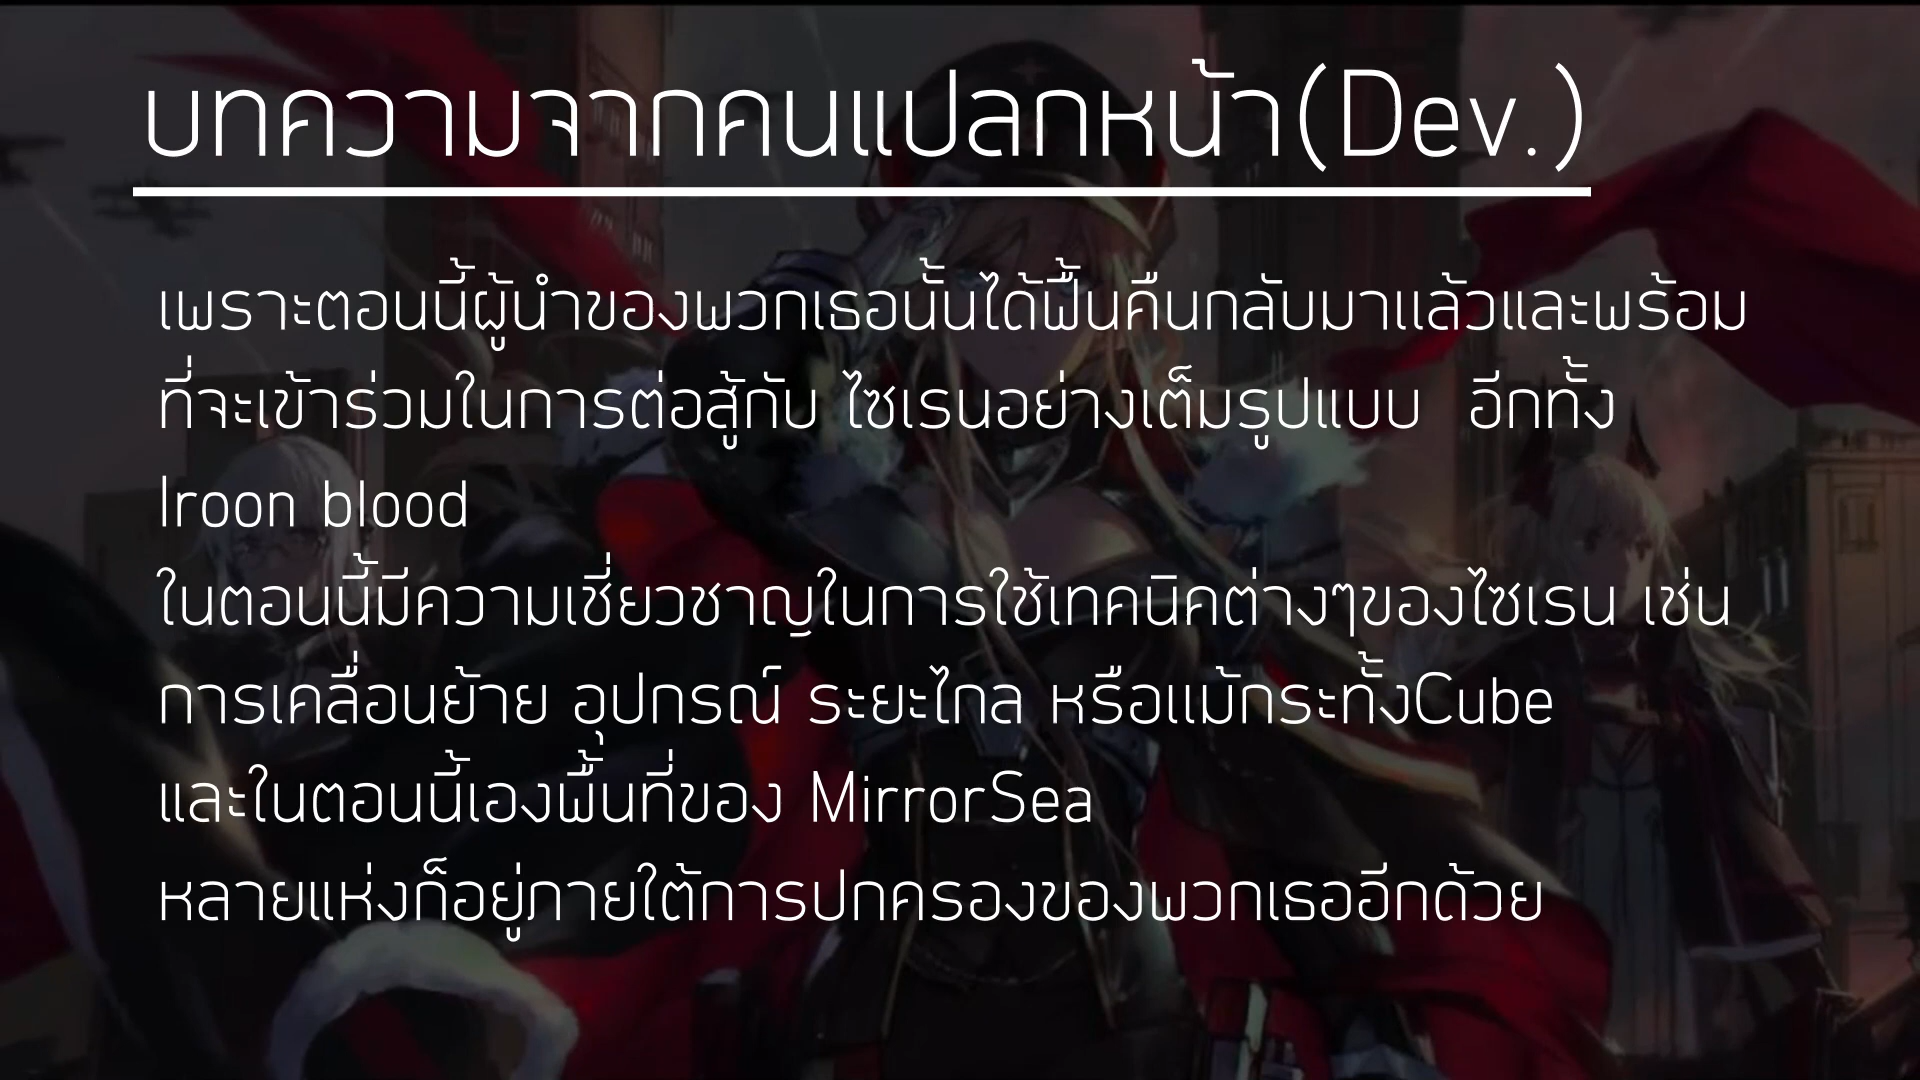 บทความจากคนแปลกหน้า(Dev.)
เพราะตอนนี้ผู้นำของพวกเธอนั้นได้ฟื้นคืนกลับมาแล้วและพร้อม
ที่จะเข้าร่วมในการต่อสู้กับ ไซเรนอย่างเต็มรูปแบบ อีกทั้ง
Iroon blood
ในตอนนี้มีความเชี่ยวชาญในการใช้เทคนิคต่างๆของไซเรน เช่น
การเคลื่อนย้าย อุปกรณ์ ระยะไกล หรือแม้กระทั้งCube
และในตอนนี้เองพื้นที่ของ MirrorSea
หลายแห่งก็อยู่ภายใต้การปกครองของพวกเธออีกด้วย